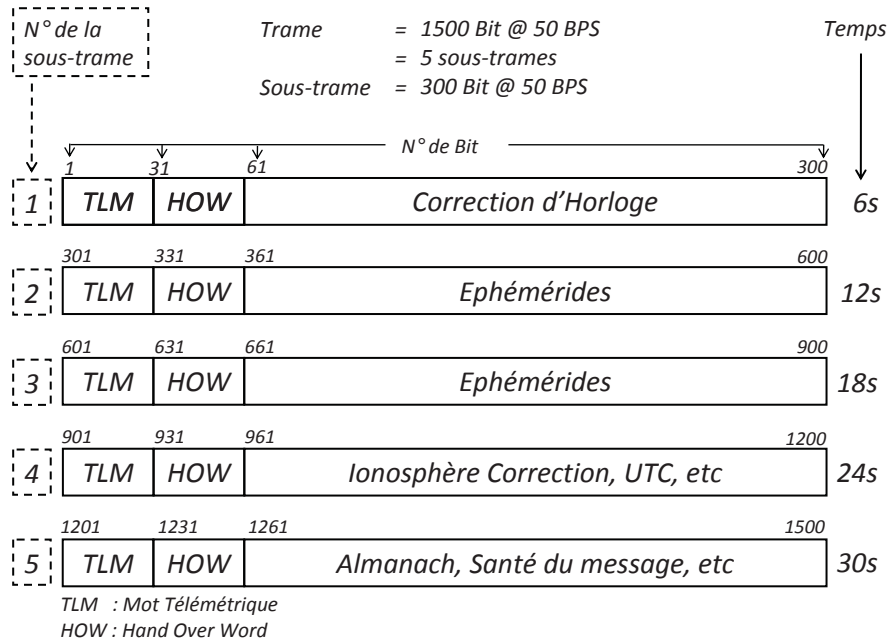 N° de la
sous-trame
Trame = 1500 Bit @ 50 BPS
= 5 sous-trames
Sous-trame = 300 Bit @ 50 BPS
Temps
N° de Bit
1 31 61 300
1 TLM HOW Correction d'Horloge 6s
301 331 361 600
2 TLM HOW Ephémérides 12s
601 631 661 900
3 TLM HOW Ephémérides 18s
901 931 961 1200
4 TLM HOW Ionosphère Correction, UTC, etc 24s
1201 1231 1261 1500
5 TLM HOW Almanach, Santé du message, etc 30s
TLM : Mot Télémétrique
HOW : Hand Over Word